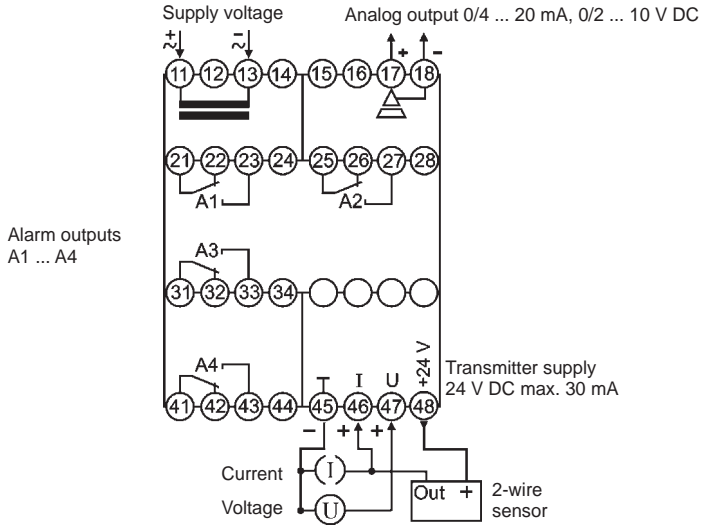 Supply voltage
Analog output 0/4 ... 20 mA, 0/2 ... 10 V DC
+ ~ − ~ + −
11 12 13 14 15 16 17 18
21 22 23 24 25 26 27 28
A1 A2
Alarm outputs
A1 ... A4
A3
31 32 33 34
A4
+24 V
Transmitter supply
24 V DC max. 30 mA
I U
41 42 43 44 45 46 47 48
− + +
Current I
Out +
2-wire
sensor
Voltage U